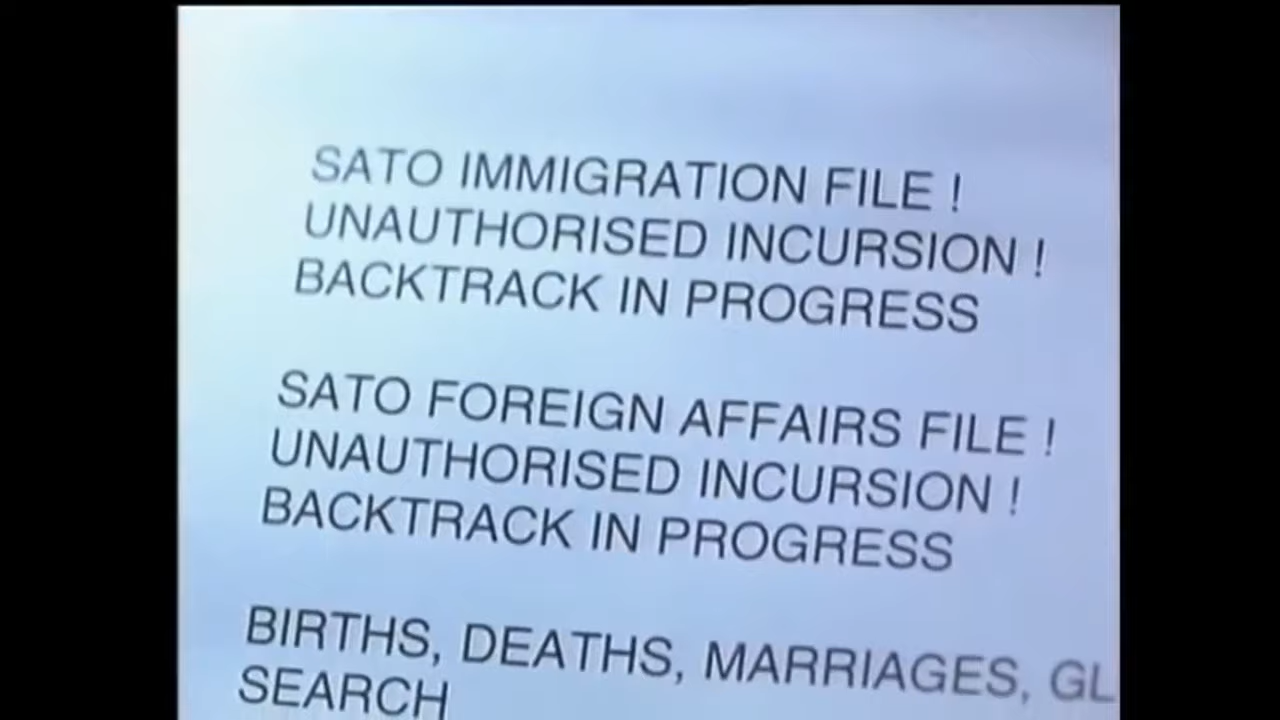 SATO IMMIGRATION FILE !
UNAUTHORISED INCURSION !
BACKTRACK IN PROGRESS
SATO FOREIGN AFFAIRS FILE !
UNAUTHORISED INCURSION !
BACKTRACK IN PROGRESS
BIRTHS, DEATHS, MARRIAGES,
SEARCH